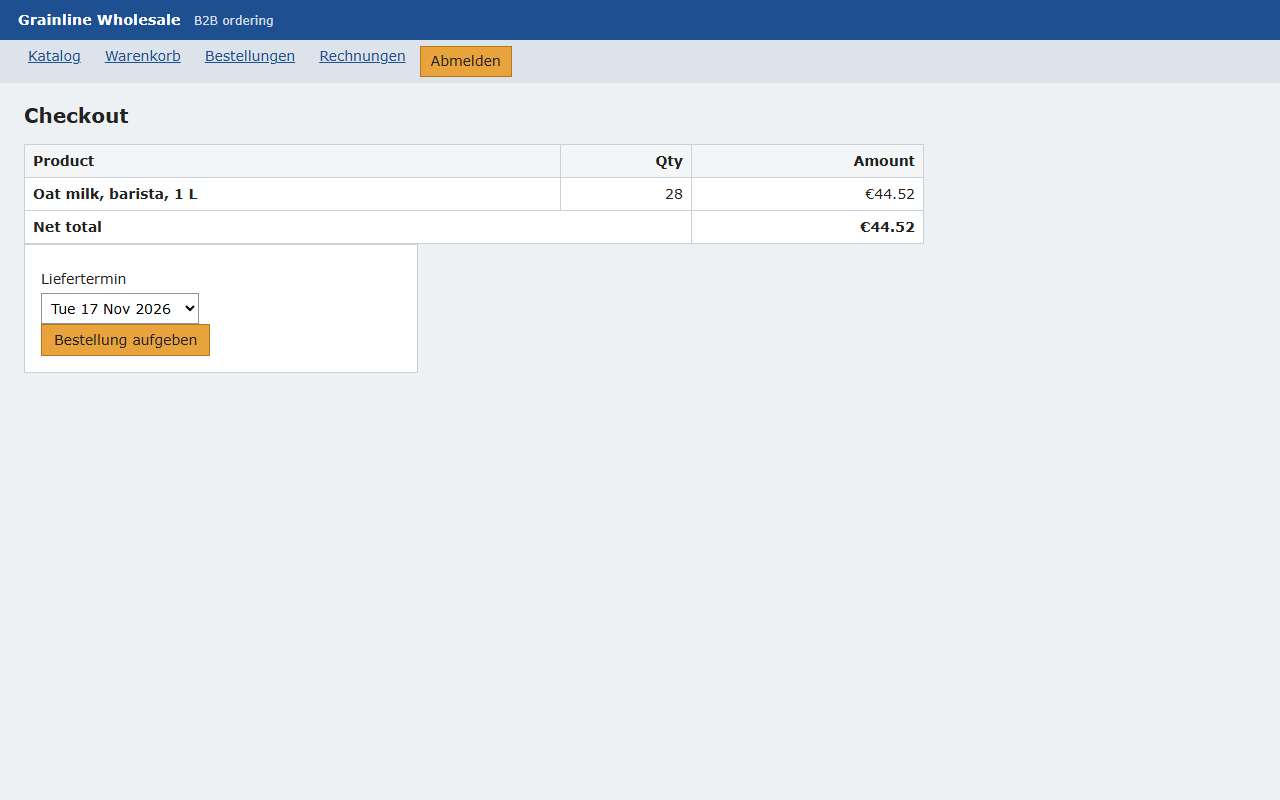 Grainline Wholesale B2B ordering
Katalog Warenkorb Bestellungen Rechnungen Abmelden
Checkout
Product Qty Amount
Oat milk, barista, 1 L 28 €44.52
Net total €44.52
Liefertermin
Tue 17 Nov 2026
Bestellung aufgeben